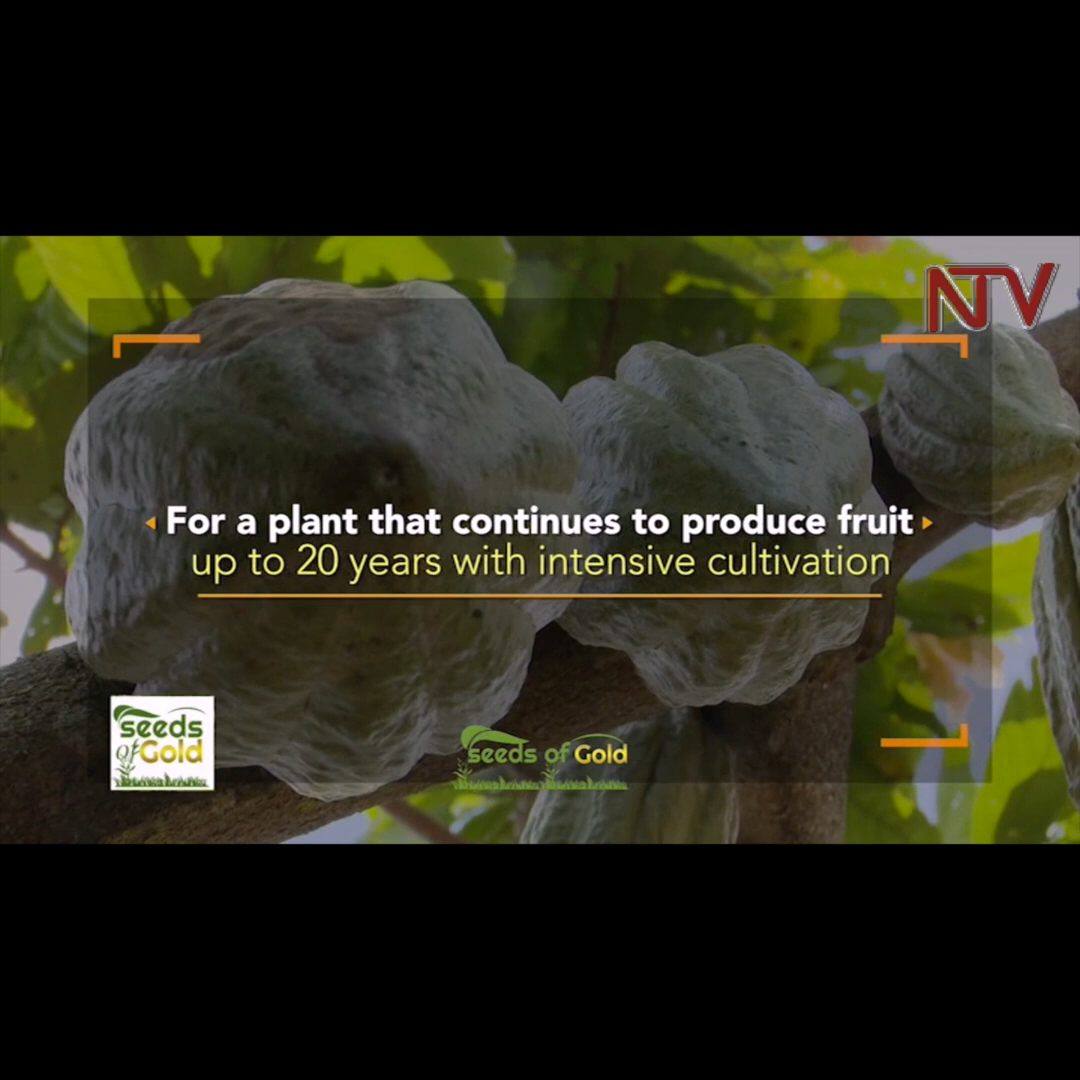 NTV
For a plant that continues to produce fruit
up to 20 years with intensive cultivation
seeds
of Gold
seeds of Gold